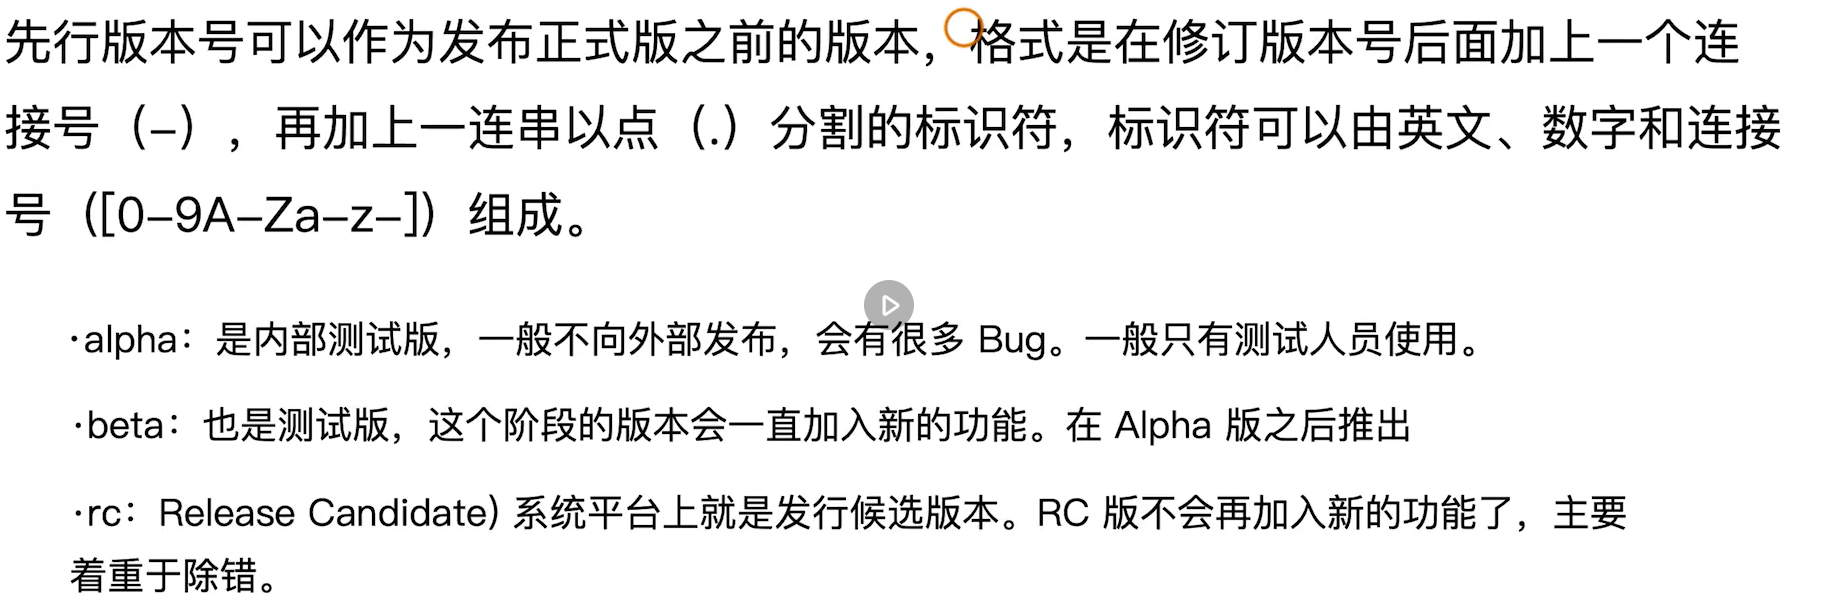 先行版本号可以作为发布正式版之前的版本，格式是在修订版本号后面加上一个连
接号（–），再加上一连串以点（.）分割的标识符，标识符可以由英文、数字和连接
号（[0–9A–Za–z–]）组成。
·alpha：是内部测试版，一般不向外部发布，会有很多 Bug。一般只有测试人员使用。
·beta：也是测试版，这个阶段的版本会一直加入新的功能。在 Alpha 版之后推出
·rc：Release Candidate) 系统平台上就是发行候选版本。RC 版不会再加入新的功能了，主要
着重于除错。